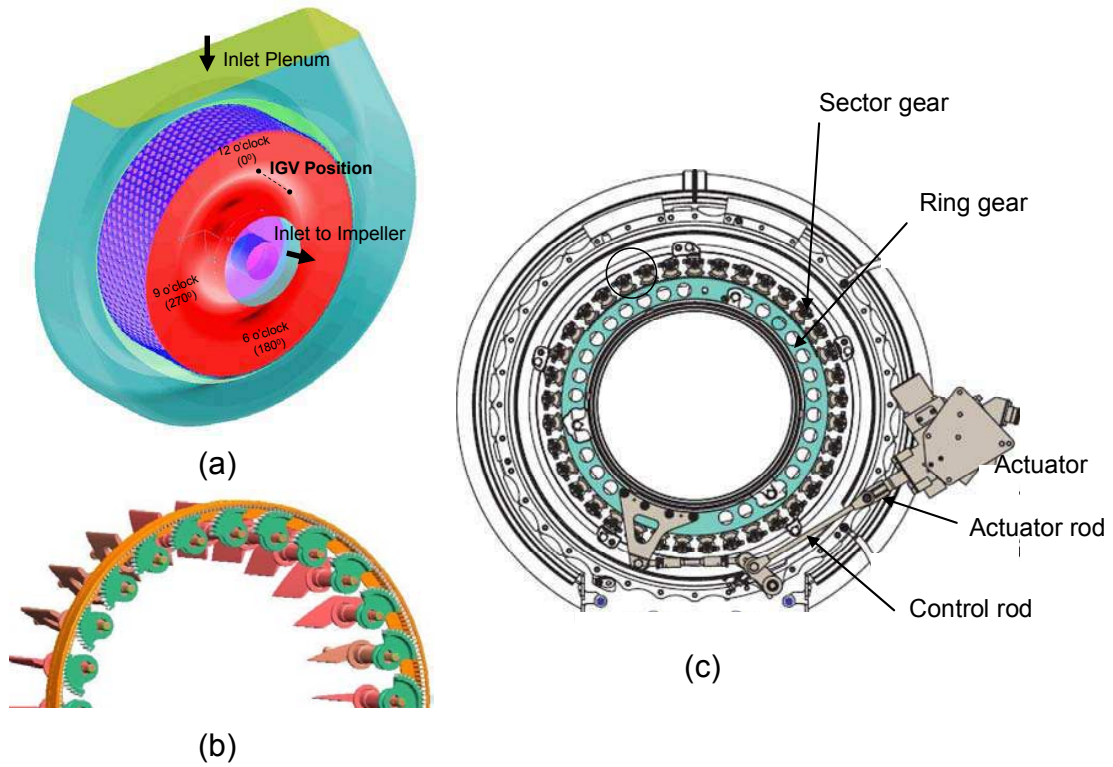 Inlet Plenum
12 o'clock
(0⁰)
IGV Position
Inlet to Impeller
9 o'clock
(270⁰)
6 o'clock
(180⁰)
(a)
(b)
Sector gear
Ring gear
Actuator
Actuator rod
Control rod
(c)